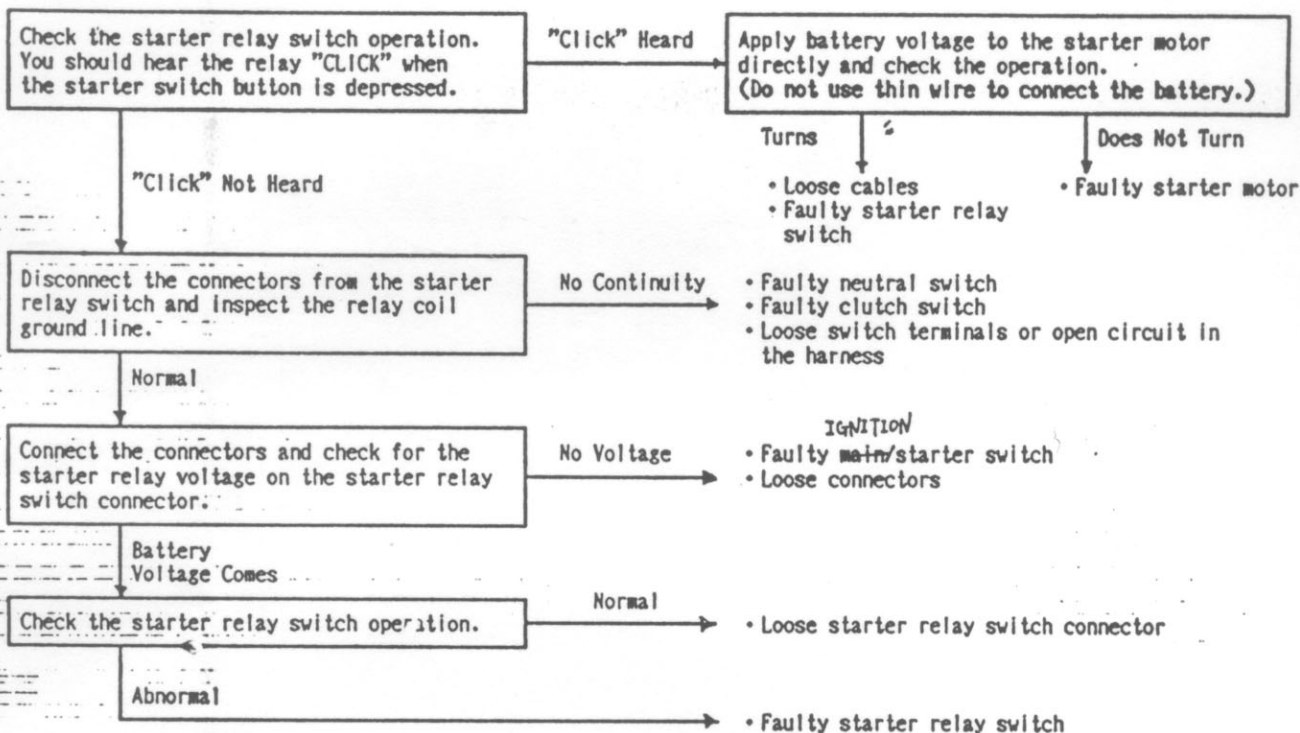 Check the starter relay switch operation.
You should hear the relay "CLICK" when
the starter switch button is depressed.
"Click" Heard
Apply battery voltage to the starter motor
directly and check the operation.
(Do not use thin wire to connect the battery.)
Turns
Does Not Turn
• Loose cables
• Faulty starter relay
switch
• Faulty starter motor
"Click" Not Heard
Disconnect the connectors from the starter
relay switch and inspect the relay coil
ground line.
No Continuity
• Faulty neutral switch
• Faulty clutch switch
• Loose switch terminals or open circuit in
the harness
Normal
Connect the connectors and check for the
starter relay voltage on the starter relay
switch connector.
No Voltage
IGNITION
• Faulty main/starter switch
• Loose connectors
Battery
Voltage Comes
Check the starter relay switch operation.
Normal
• Loose starter relay switch connector
Abnormal
• Faulty starter relay switch